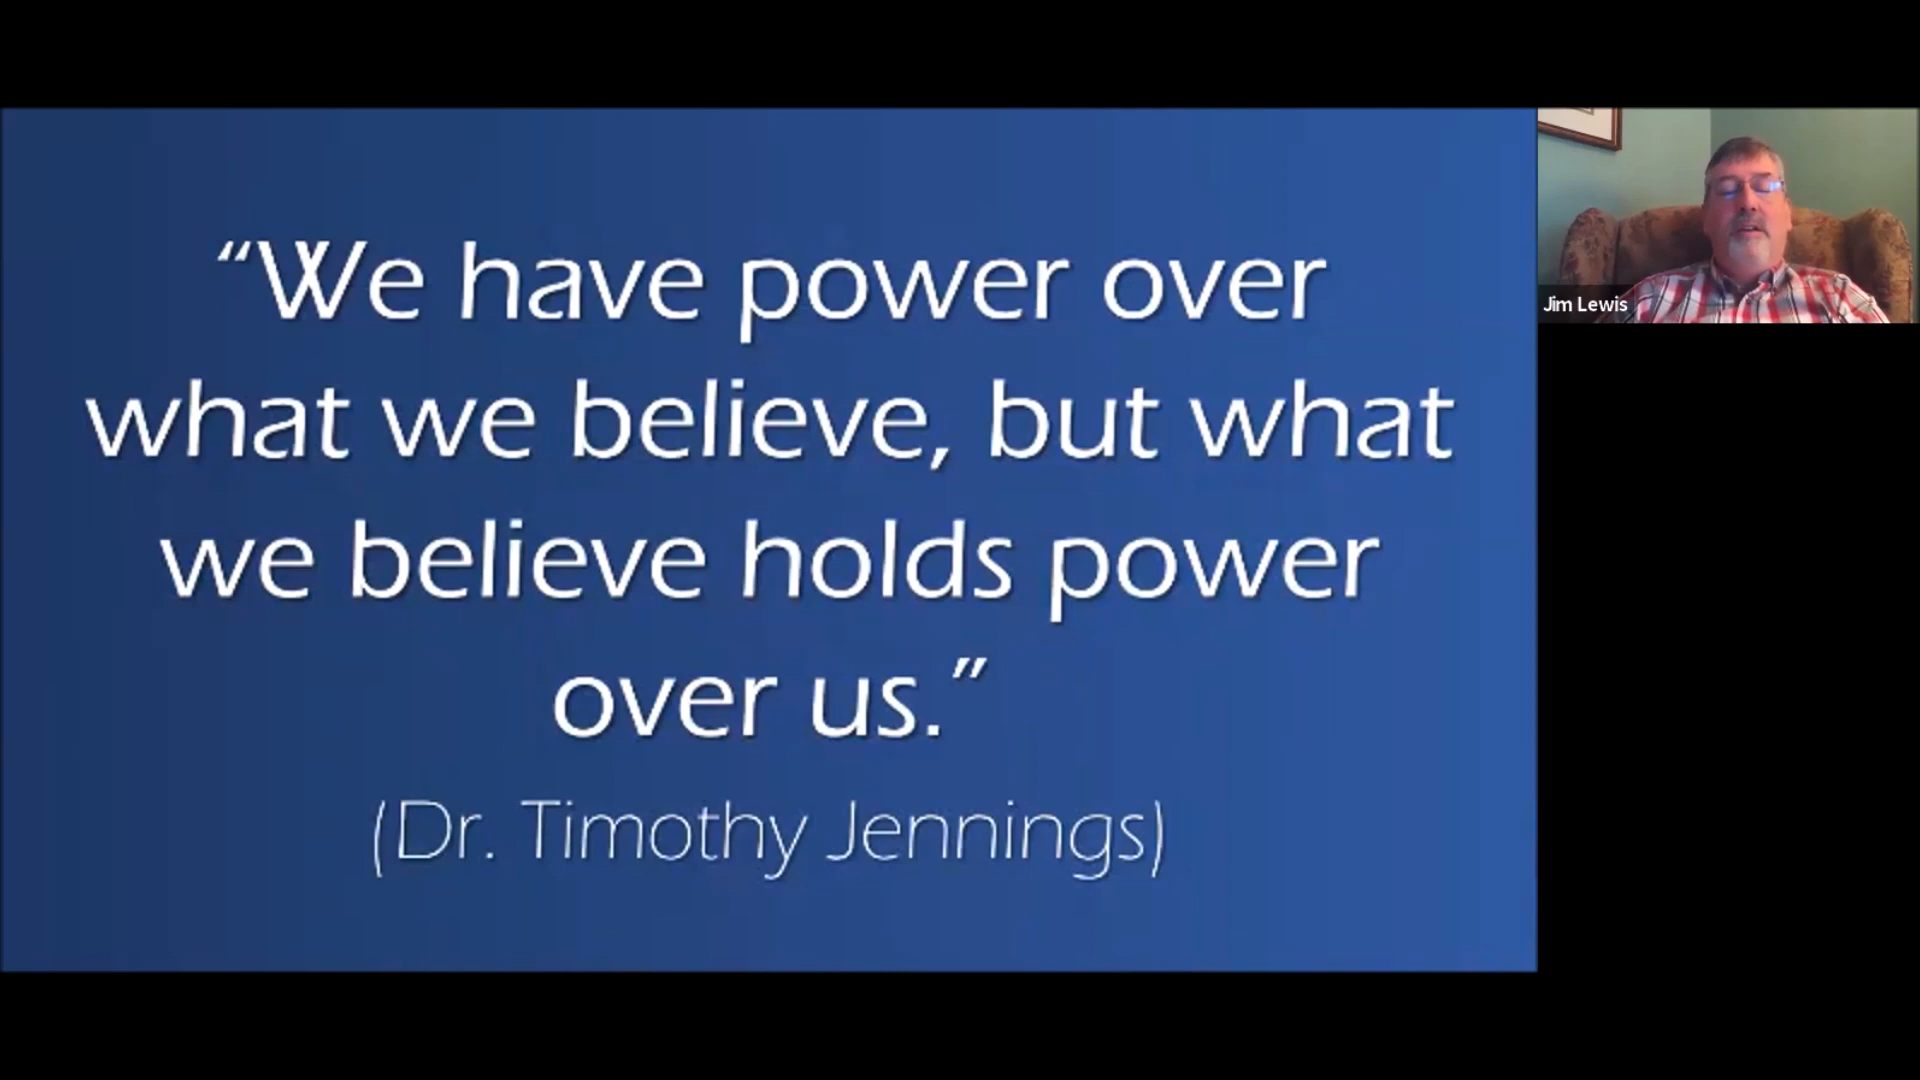 “We have power over
what we believe, but what
we believe holds power
over us.”
(Dr. Timothy Jennings)
Jim Lewis